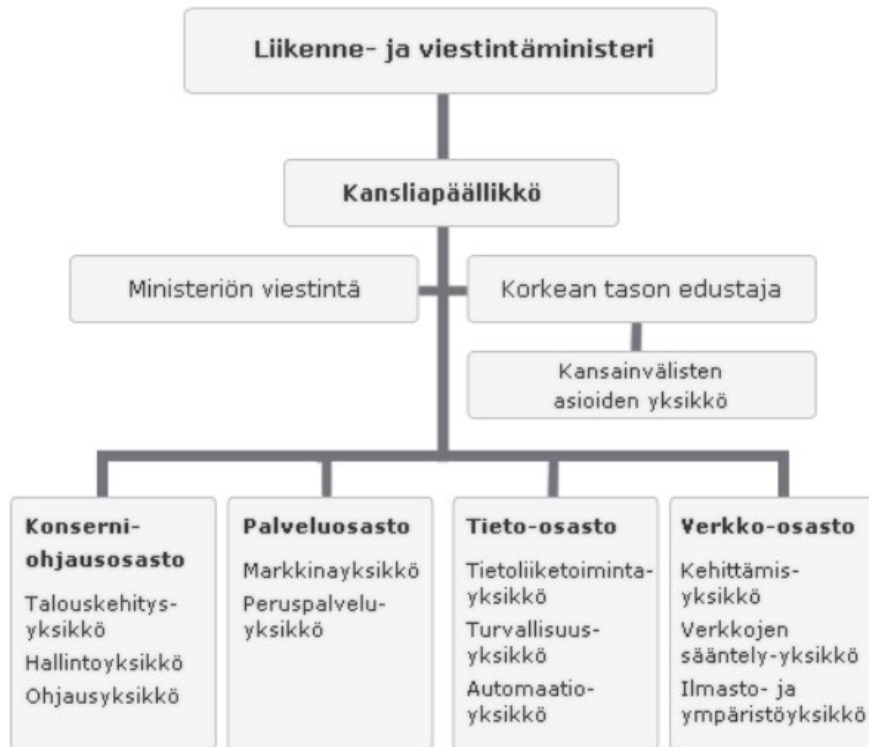 Liikenne- ja viestintäministeri
Kansliapäällikkö
Ministeriön viestintä
Korkean tason edustaja
Kansainvälisten
asioiden yksikkö
Konserni-
ohjausosasto
Talouskehitys-
yksikkö
Hallintoyksikkö
Ohjausyksikkö
Palveluosasto
Markkinayksikkö
Peruspalvelu-
yksikkö
Tieto-osasto
Tietoliiketoiminta-
yksikkö
Turvallisuus-
yksikkö
Automaatio-
yksikkö
Verkko-osasto
Kehittämis-
yksikkö
Verkkojen
sääntely-yksikkö
Ilmasto- ja
ympäristöyksikkö